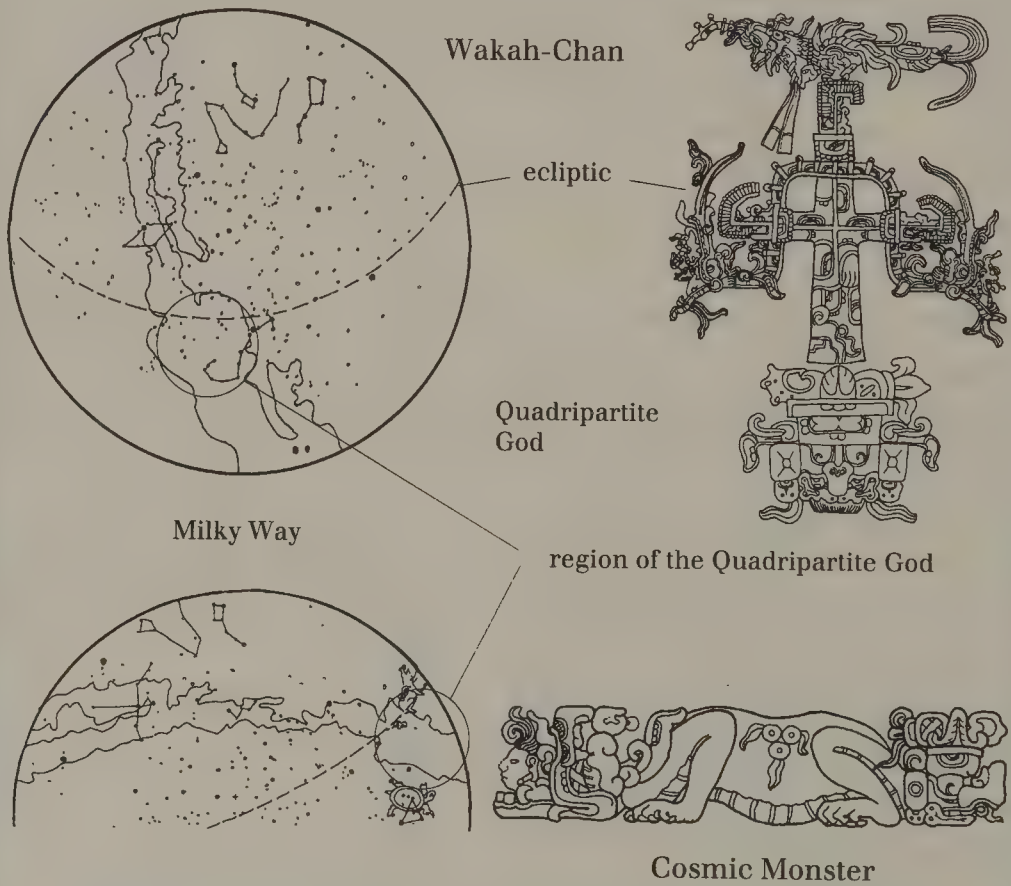 Wakah-Chan
ecliptic
Quadripartite
God
Milky Way
region of the Quadripartite God
Cosmic Monster